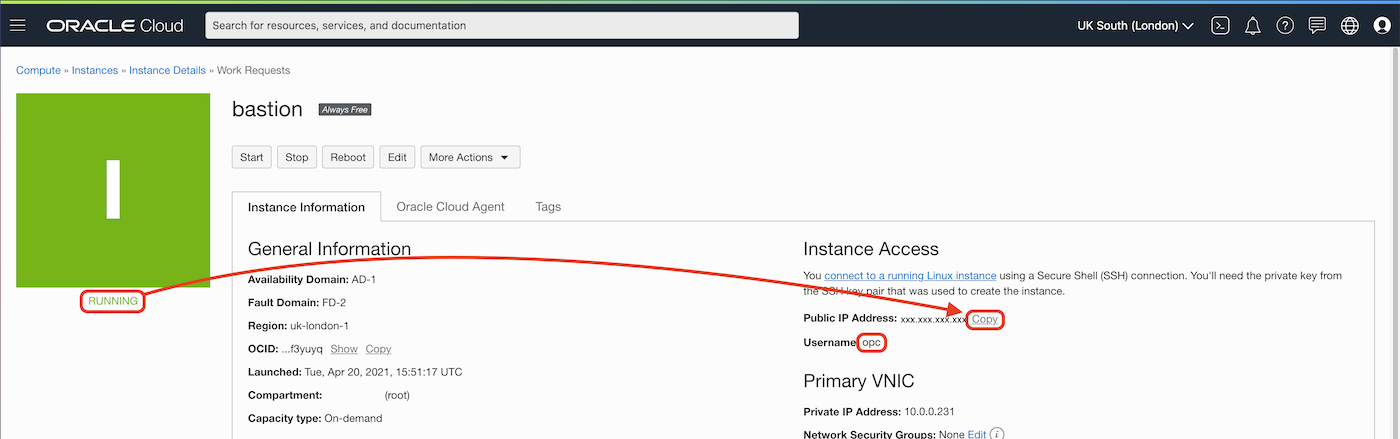 ORACLE Cloud
Search for resources, services, and documentation
UK South (London)
Compute » Instances » Instance Details » Work Requests
I
RUNNING
bastion
Always Free
Start Stop Reboot Edit More Actions
Instance Information Oracle Cloud Agent Tags
General Information
Availability Domain: AD-1
Fault Domain: FD-2
Region: uk-london-1
OCID: ...f3yuyq Show Copy
Launched: Tue, Apr 20, 2021, 15:51:17 UTC
Compartment: (root)
Capacity type: On-demand
Instance Access
You connect to a running Linux instance using a Secure Shell (SSH) connection. You'll need the private key from
the SSH key pair that was used to create the instance.
Public IP Address: xxx.xxx.xxx.xxx Copy
Username: opc
Primary VNIC
Private IP Address: 10.0.0.231
Network Security Groups: None Edit